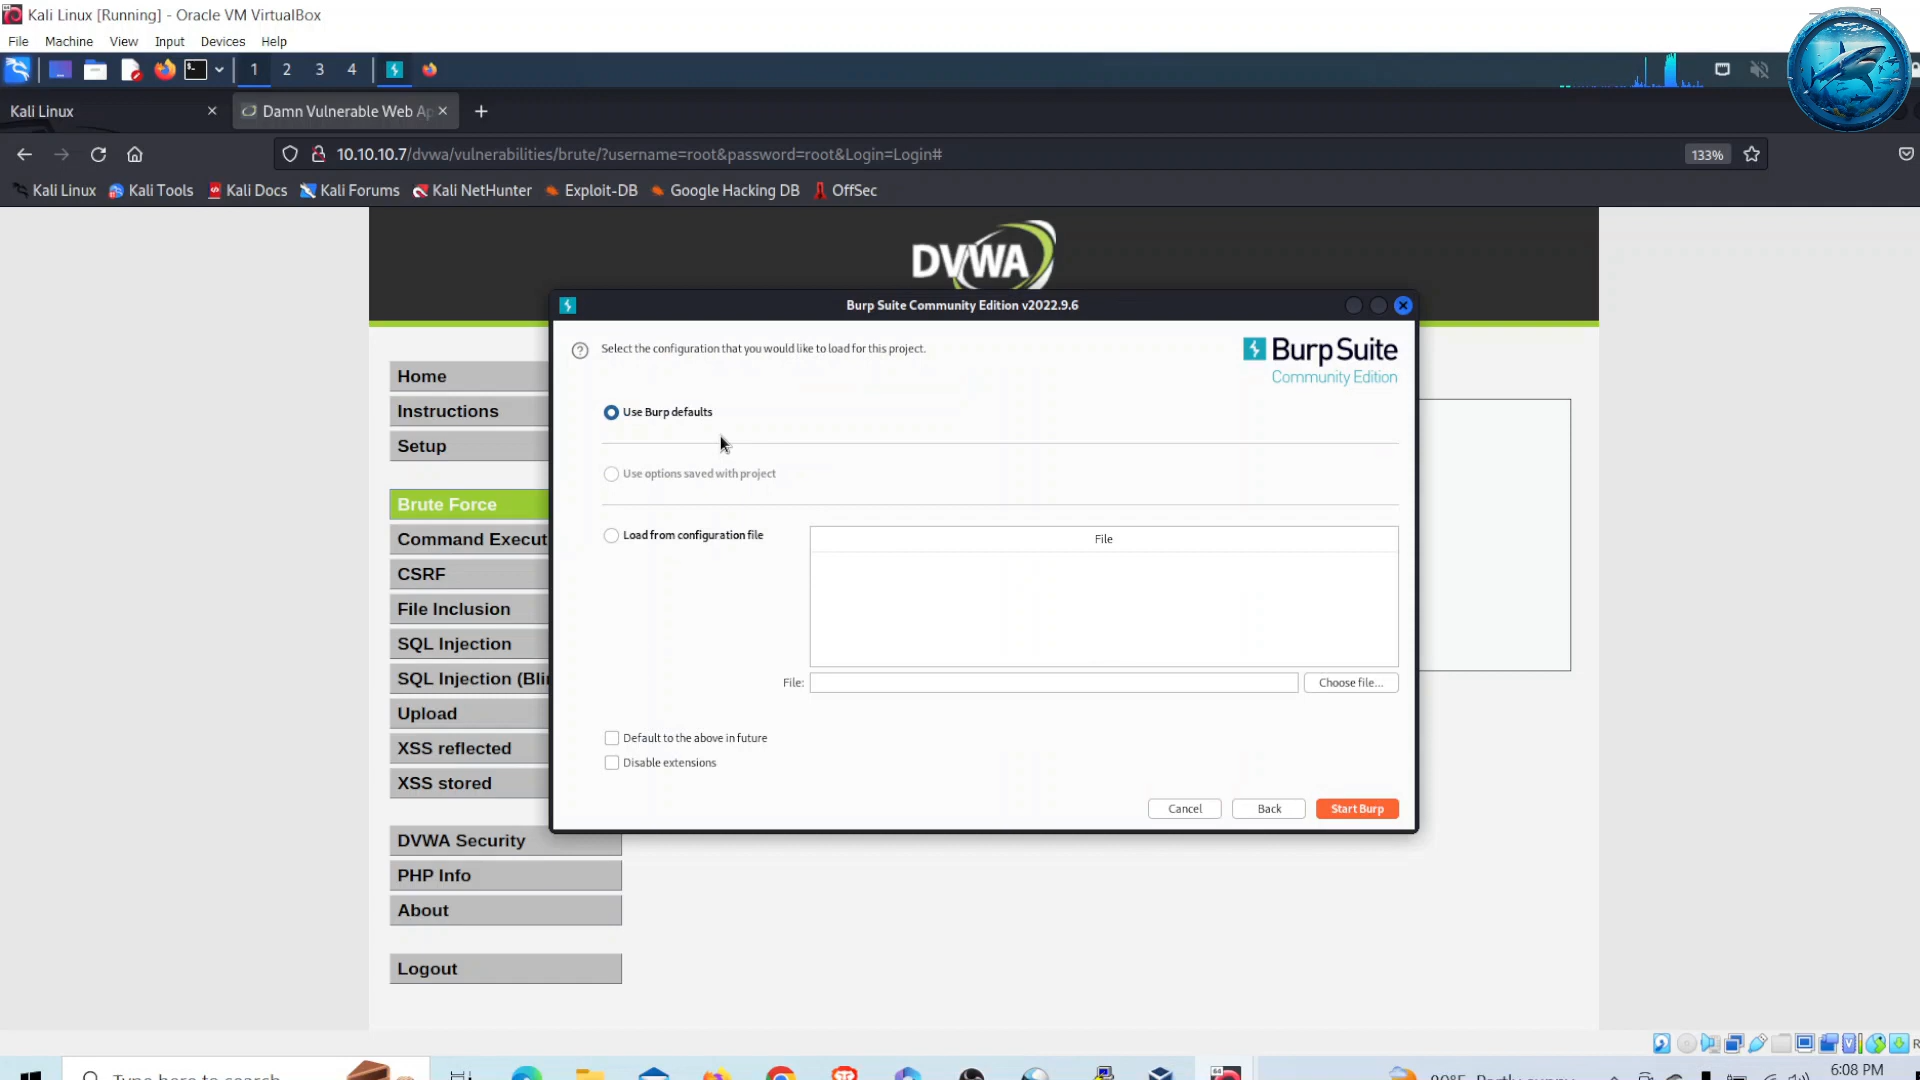 Kali Linux [Running] - Oracle VM VirtualBox
File Machine View Input Devices Help
1 2 3 4
Kali Linux
Damn Vulnerable Web Ap
10.10.10.7/dvwa/vulnerabilities/brute/?username=root&password=root&Login=Login#
133%
Kali Linux Kali Tools Kali Docs Kali Forums Kali NetHunter Exploit-DB Google Hacking DB OffSec
DVWA
Burp Suite Community Edition v2022.9.6
Select the configuration that you would like to load for this project.
Burp Suite
Community Edition
Use Burp defaults
Use options saved with project
Load from configuration file
File
File:
Choose file...
Default to the above in future
Disable extensions
Cancel Back Start Burp
Home
Instructions
Setup
Brute Force
Command Execut
CSRF
File Inclusion
SQL Injection
SQL Injection (Bli
Upload
XSS reflected
XSS stored
DVWA Security
PHP Info
About
Logout
Type here to search
6:08 PM